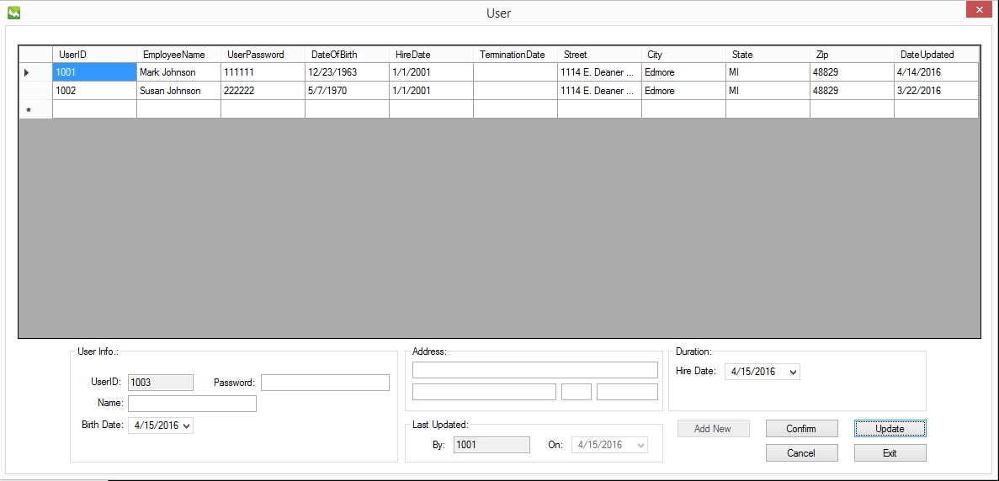 User
UserID EmployeeName UserPassword DateOfBirth HireDate TerminationDate Street City State Zip DateUpdated
1001 Mark Johnson 111111 12/23/1963 1/1/2001 1114 E. Deaner ... Edmore MI 48829 4/14/2016
1002 Susan Johnson 222222 5/7/1970 1/1/2001 1114 E. Deaner ... Edmore MI 48829 3/22/2016
*
User Info.: Address: Duration:
UserID: 1003 Password: Hire Date: 4/15/2016
Name:
Birth Date: 4/15/2016 Last Updated:
By: 1001 On: 4/15/2016
Add New Confirm Update
Cancel Exit